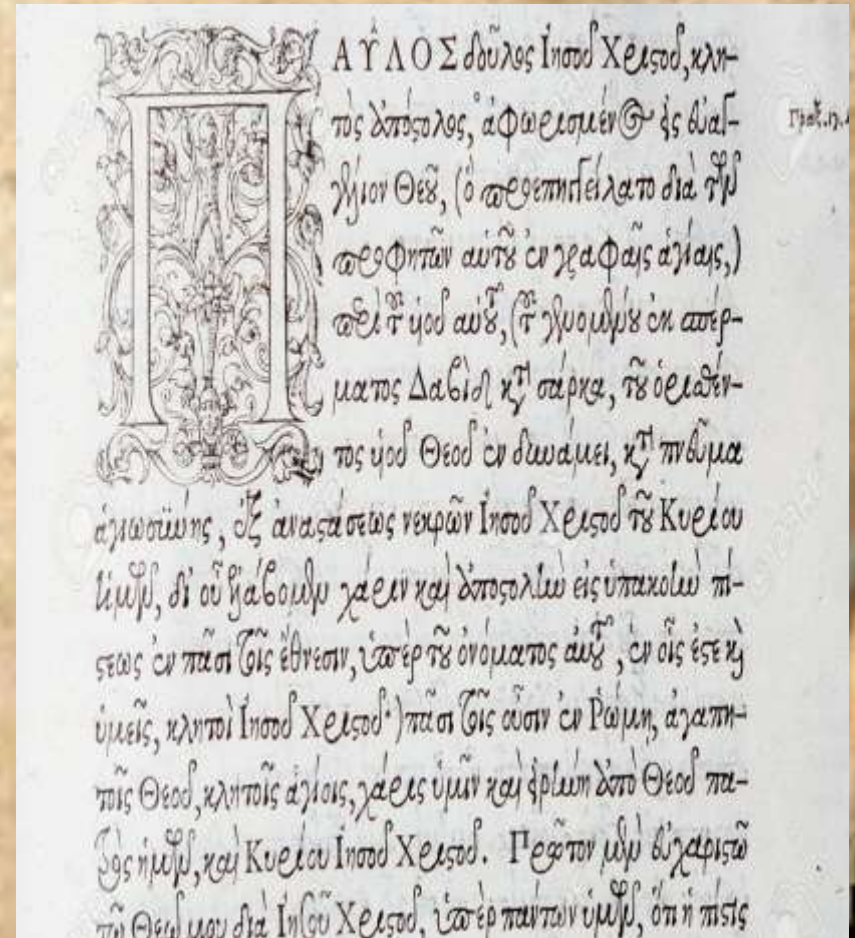 ΠΑΥ͂ΛΟΣ δοῦλος Ἰησοῦ Χριστοῦ, κλη-
τὸς ἀπόστολος, ἀφωρισμένος εἰς εὐαγ-
γέλιον Θεοῦ, (ὃ προεπηγγείλατο διὰ τῶν
προφητῶν αὐτοῦ ἐν γραφαῖς ἁγίαις,)
περὶ τοῦ υἱοῦ αὐτοῦ, (τοῦ γενομένου ἐκ σπέρ-
ματος Δαβὶδ κατὰ σάρκα, τοῦ ὁρισθέν-
τος υἱοῦ Θεοῦ ἐν δυνάμει, κατὰ πνεῦμα
ἁγιωσύνης, ἐξ ἀναστάσεως νεκρῶν Ἰησοῦ Χριστοῦ τοῦ Κυρίου
ἡμῶν, δι' οὗ ἐλάβομεν χάριν καὶ ἀποστολὴν εἰς ὑπακοὴν πί-
στεως ἐν πᾶσι τοῖς ἔθνεσιν, ὑπὲρ τοῦ ὀνόματος αὐτοῦ, ἐν οἷς ἐστε καὶ
ὑμεῖς, κλητοὶ Ἰησοῦ Χριστοῦ·) πᾶσι τοῖς οὖσιν ἐν Ῥώμῃ, ἀγαπη-
τοῖς Θεοῦ, κλητοῖς ἁγίοις, χάρις ὑμῖν καὶ εἰρήνη ἀπὸ Θεοῦ πα-
τρὸς ἡμῶν, καὶ Κυρίου Ἰησοῦ Χριστοῦ. Πρῶτον μὲν εὐχαριστῶ
τῷ Θεῷ μου διὰ Ἰησοῦ Χριστοῦ, ὑπὲρ πάντων ὑμῶν, ὅτι ἡ πίστις